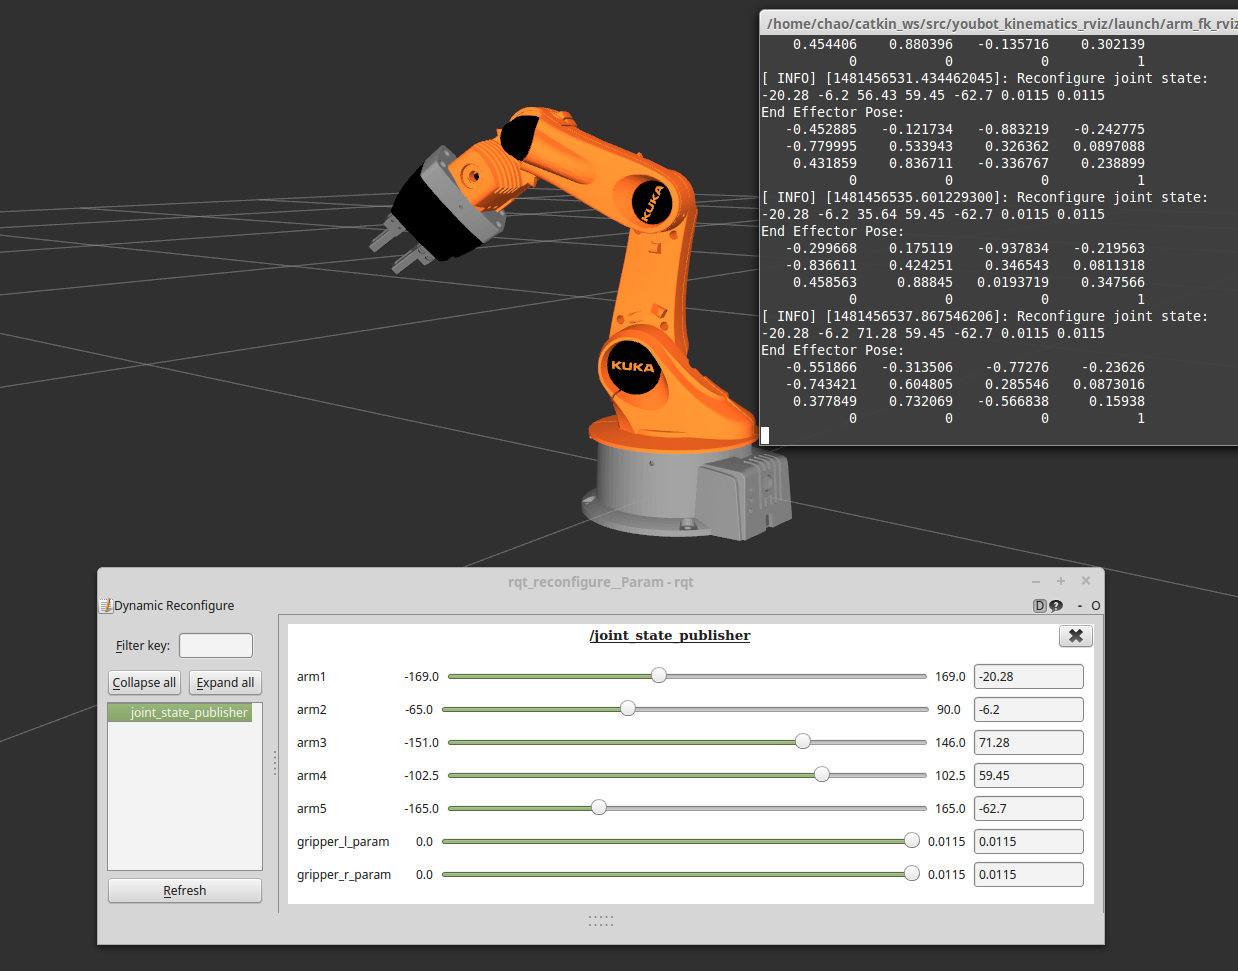 /home/chao/catkin_ws/src/youbot_kinematics_rviz/launch/arm_fk_rviz
0.454406 0.880396 -0.135716 0.302139
0 0 0 1
[ INFO] [1481456531.434462045]: Reconfigure joint state:
-20.28 -6.2 56.43 59.45 -62.7 0.0115 0.0115
End Effector Pose:
-0.452885 -0.121734 -0.883219 -0.242775
-0.779995 0.533943 0.326362 0.0897088
0.431859 0.836711 -0.336767 0.238899
0 0 0 1
[ INFO] [1481456535.601229300]: Reconfigure joint state:
-20.28 -6.2 35.64 59.45 -62.7 0.0115 0.0115
End Effector Pose:
-0.299668 0.175119 -0.937834 -0.219563
-0.836611 0.424251 0.346543 0.0811318
0.458563 0.88845 0.0193719 0.347566
0 0 0 1
[ INFO] [1481456537.867546206]: Reconfigure joint state:
-20.28 -6.2 71.28 59.45 -62.7 0.0115 0.0115
End Effector Pose:
-0.551866 -0.313506 -0.77276 -0.23626
-0.743421 0.604805 0.285546 0.0873016
0.377849 0.732069 -0.566838 0.15938
0 0 0 1
KUKA
KUKA
rqt_reconfigure__Param - rqt
Dynamic Reconfigure
D ? - O
Filter key:
Collapse all Expand all
joint_state_publisher
Refresh
/joint_state_publisher
arm1 -169.0 169.0 -20.28
arm2 -65.0 90.0 -6.2
arm3 -151.0 146.0 71.28
arm4 -102.5 102.5 59.45
arm5 -165.0 165.0 -62.7
gripper_l_param 0.0 0.0115 0.0115
gripper_r_param 0.0 0.0115 0.0115